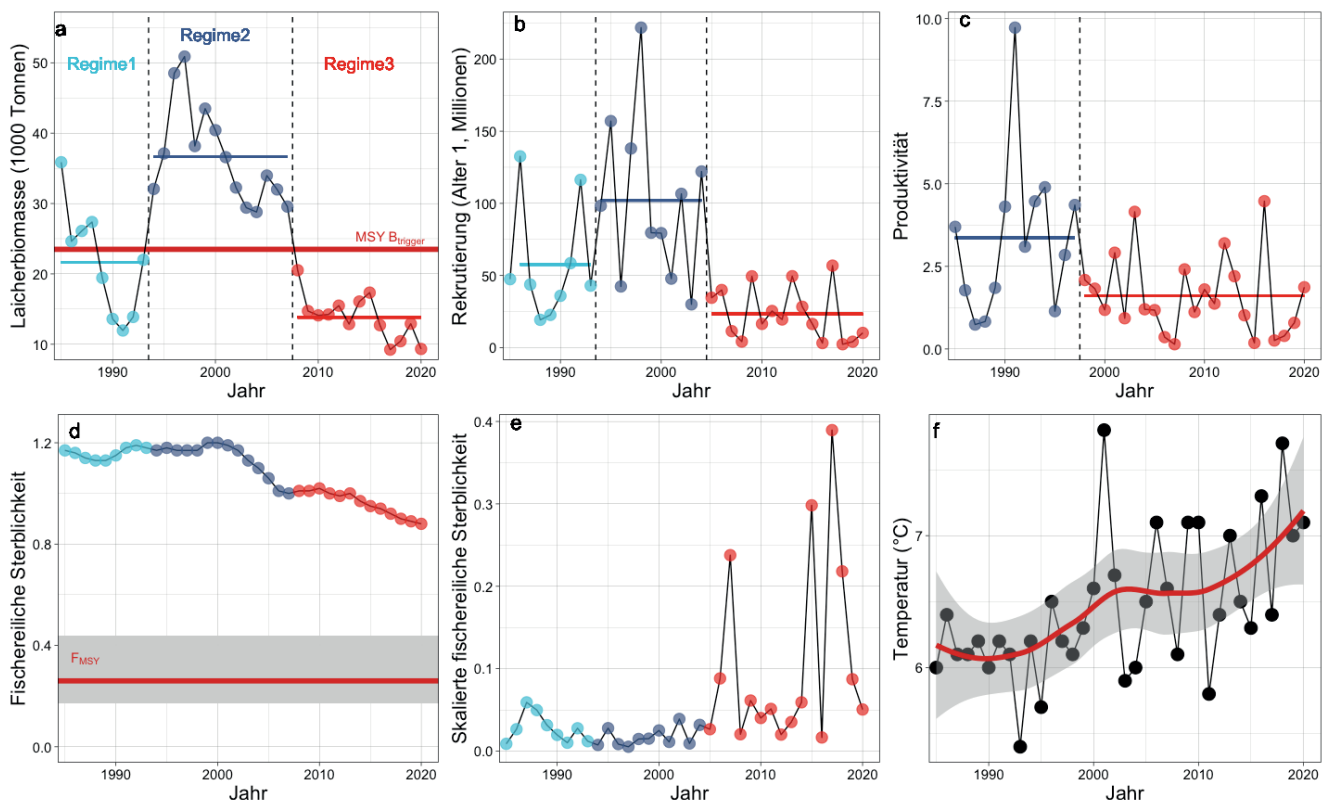 a
Regime1
Regime2
Regime3
MSY Btrigger
Laicherbiomasse (1000 Tonnen)
50
40
30
20
10
1990
2000
2010
2020
Jahr
b
Rekrutierung (Alter 1, Millionen)
200
150
100
50
0
1990
2000
2010
2020
Jahr
c
Produktivität
10.0
7.5
5.0
2.5
0.0
1990
2000
2010
2020
Jahr
d
Fischereiliche Sterblichkeit
1.2
0.8
0.4
0.0
FMSY
1990
2000
2010
2020
Jahr
e
Skalierte fischereiliche Sterblichkeit
0.4
0.3
0.2
0.1
0.0
1990
2000
2010
2020
Jahr
f
Temperatur (°C)
7
6
1990
2000
2010
2020
Jahr